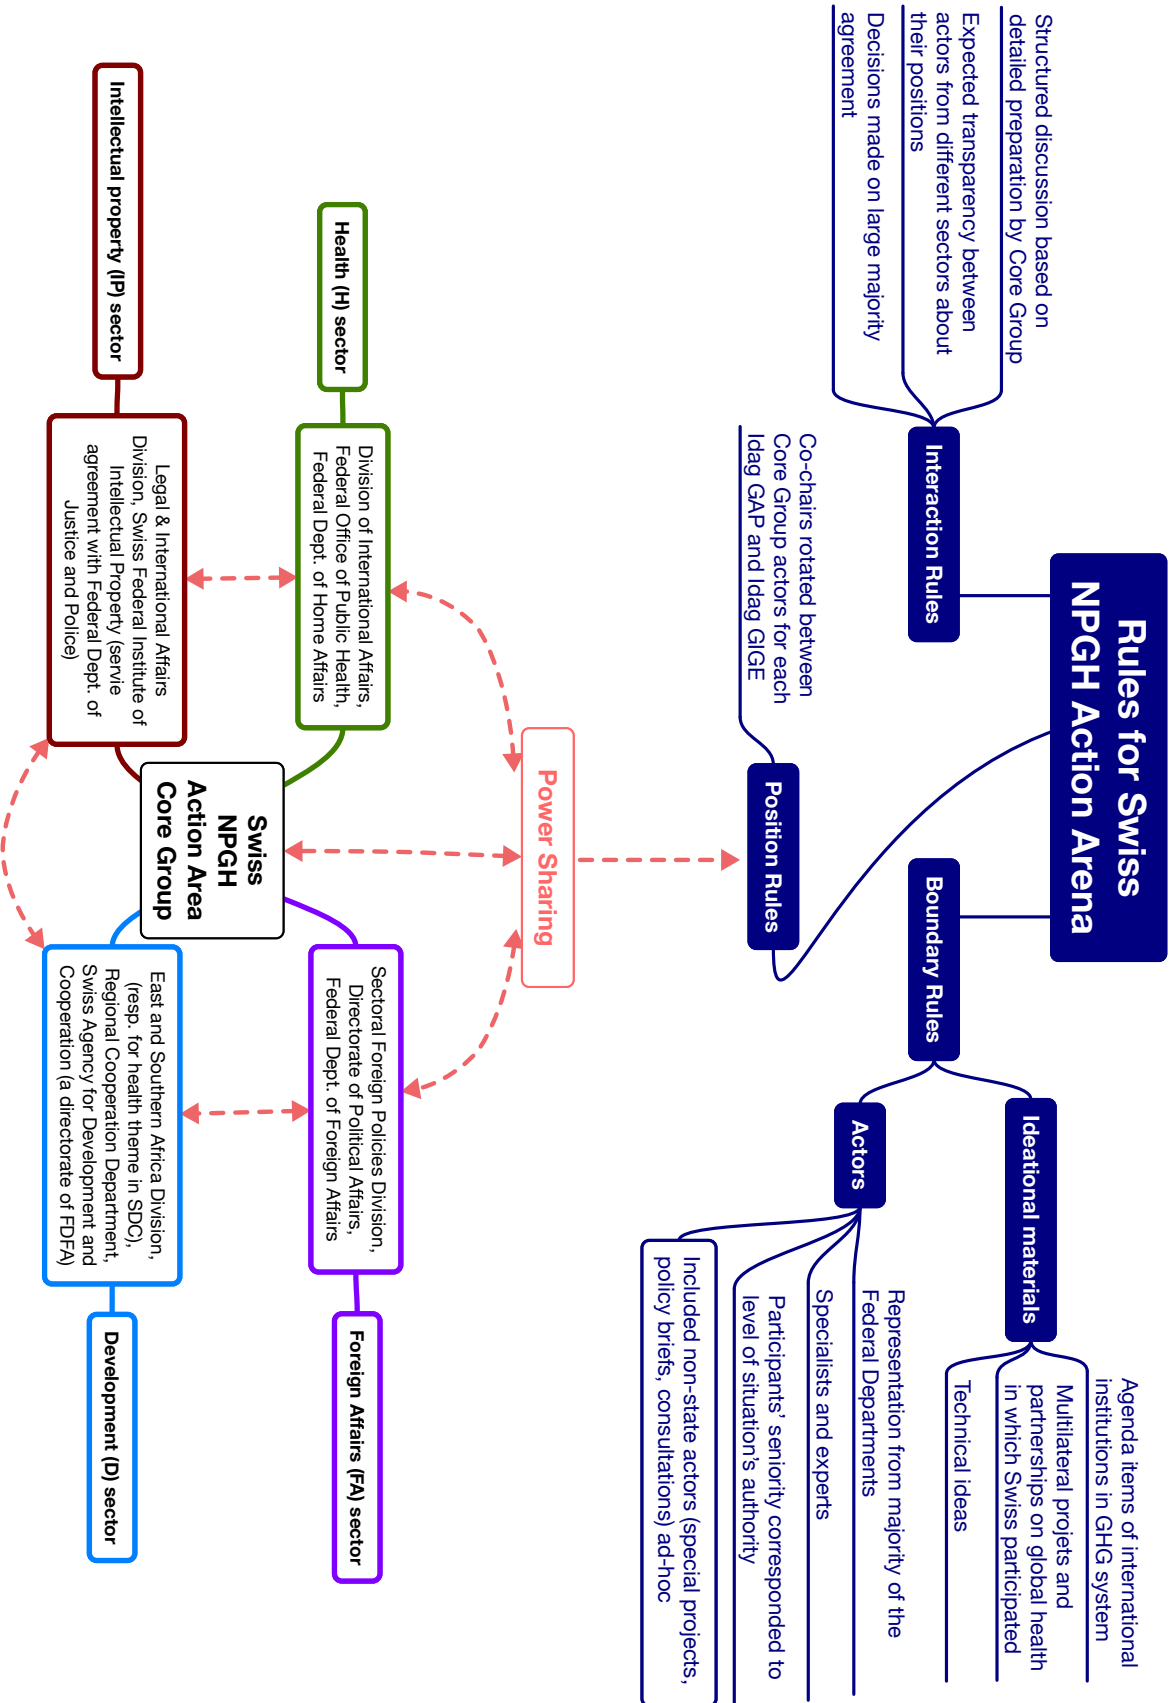 Rules for Swiss
NPGH Action Arena
Interaction Rules
Structured discussion based on
detailed preparation by Core Group
Expected transparency between
actors from different sectors about
their positions
Decisions made on large majority
agreement
Position Rules
Co-chairs rotated between
Core Group actors for each
Idag GAP and Idag GIGE
Boundary Rules
Ideational materials
Agenda items of international
institutions in GHG system
Multilateral projets and
partnerships on global health
in which Swiss participated
Technical ideas
Actors
Representation from majority of the
Federal Departments
Specialists and experts
Participants’ seniority corresponded to
level of situation’s authority
Included non-state actors (special projects,
policy briefs, consultations) ad-hoc
Power Sharing
Health (H) sector
Division of International Affairs,
Federal Office of Public Health,
Federal Dept. of Home Affairs
Sectoral Foreign Policies Division,
Directorate of Political Affairs,
Federal Dept. of Foreign Affairs
Foreign Affairs (FA) sector
Swiss
NPGH
Action Area
Core Group
Intellectual property (IP) sector
Legal & International Affairs
Division, Swiss Federal Institute of
Intellectual Property (servie
agreement with Federal Dept. of
Justice and Police)
East and Southern Africa Division,
(resp. for health theme in SDC),
Regional Cooperation Department,
Swiss Agency for Development and
Cooperation (a directorate of FDFA)
Development (D) sector